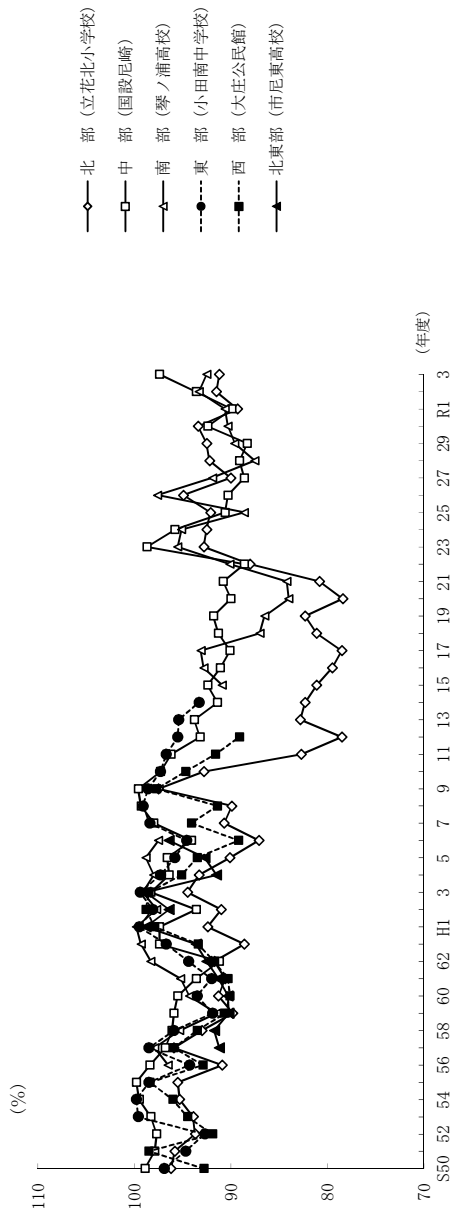 (%)
110
100
90
80
70
S50 52 54 56 58 60 62 H1 3 5 7 9 11 13 15 17 19 21 23 25 27 29 R1 3
(年度)
北　部（立花北小学校）
中　部（国設尼崎）
南　部（琴ノ浦高校）
東　部（小田南中学校）
西　部（大庄公民館）
北東部（市尼東高校）